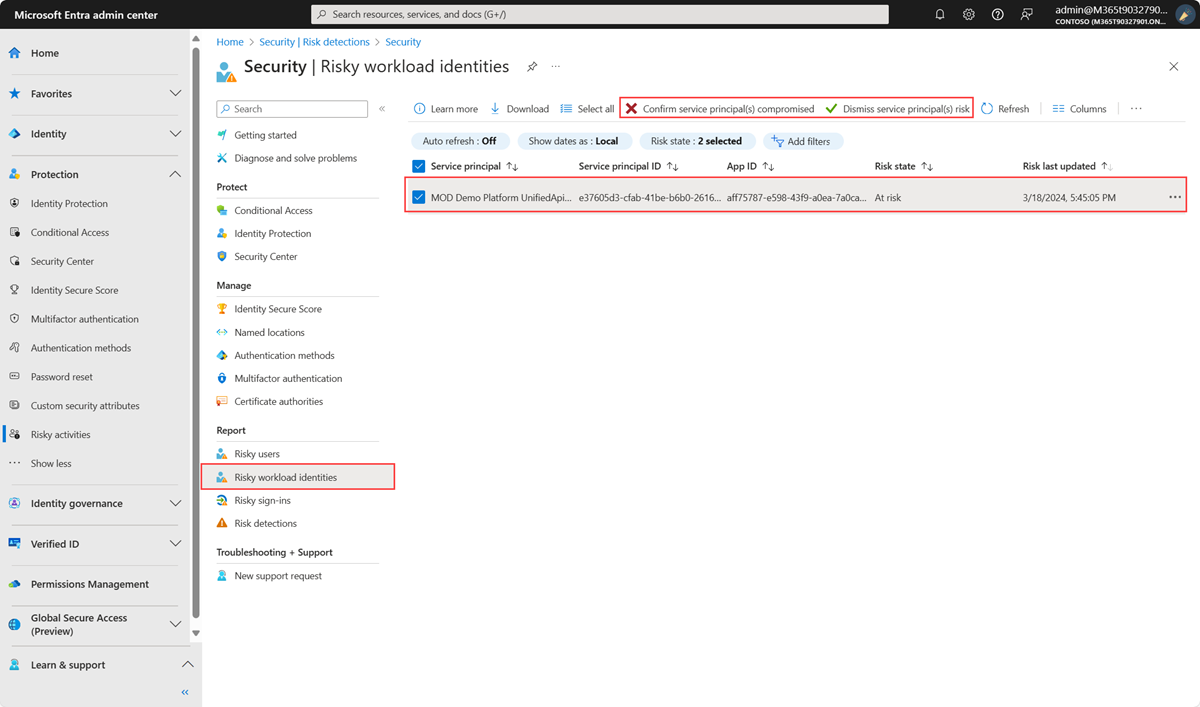 Microsoft Entra admin center
Search resources, services, and docs (G+/)
admin@M365t9032790...
CONTOSO (M365T90327901.ON...
Home
Favorites
Identity
Protection
Identity Protection
Conditional Access
Security Center
Identity Secure Score
Multifactor authentication
Authentication methods
Password reset
Custom security attributes
Risky activities
Show less
Identity governance
Verified ID
Permissions Management
Global Secure Access
(Preview)
Learn & support
Home > Security | Risk detections > Security
Security | Risky workload identities
Search
Getting started
Diagnose and solve problems
Protect
Conditional Access
Identity Protection
Security Center
Manage
Identity Secure Score
Named locations
Authentication methods
Multifactor authentication
Certificate authorities
Report
Risky users
Risky workload identities
Risky sign-ins
Risk detections
Troubleshooting + Support
New support request
Learn more Download Select all Confirm service principal(s) compromised Dismiss service principal(s) risk Refresh Columns
Auto refresh : Off Show dates as : Local Risk state : 2 selected Add filters
Service principal Service principal ID App ID Risk state Risk last updated
MOD Demo Platform UnifiedApi... e37605d3-cfab-41be-b6b0-2616... aff75787-e598-43f9-a0ea-7a0ca... At risk 3/18/2024, 5:45:05 PM